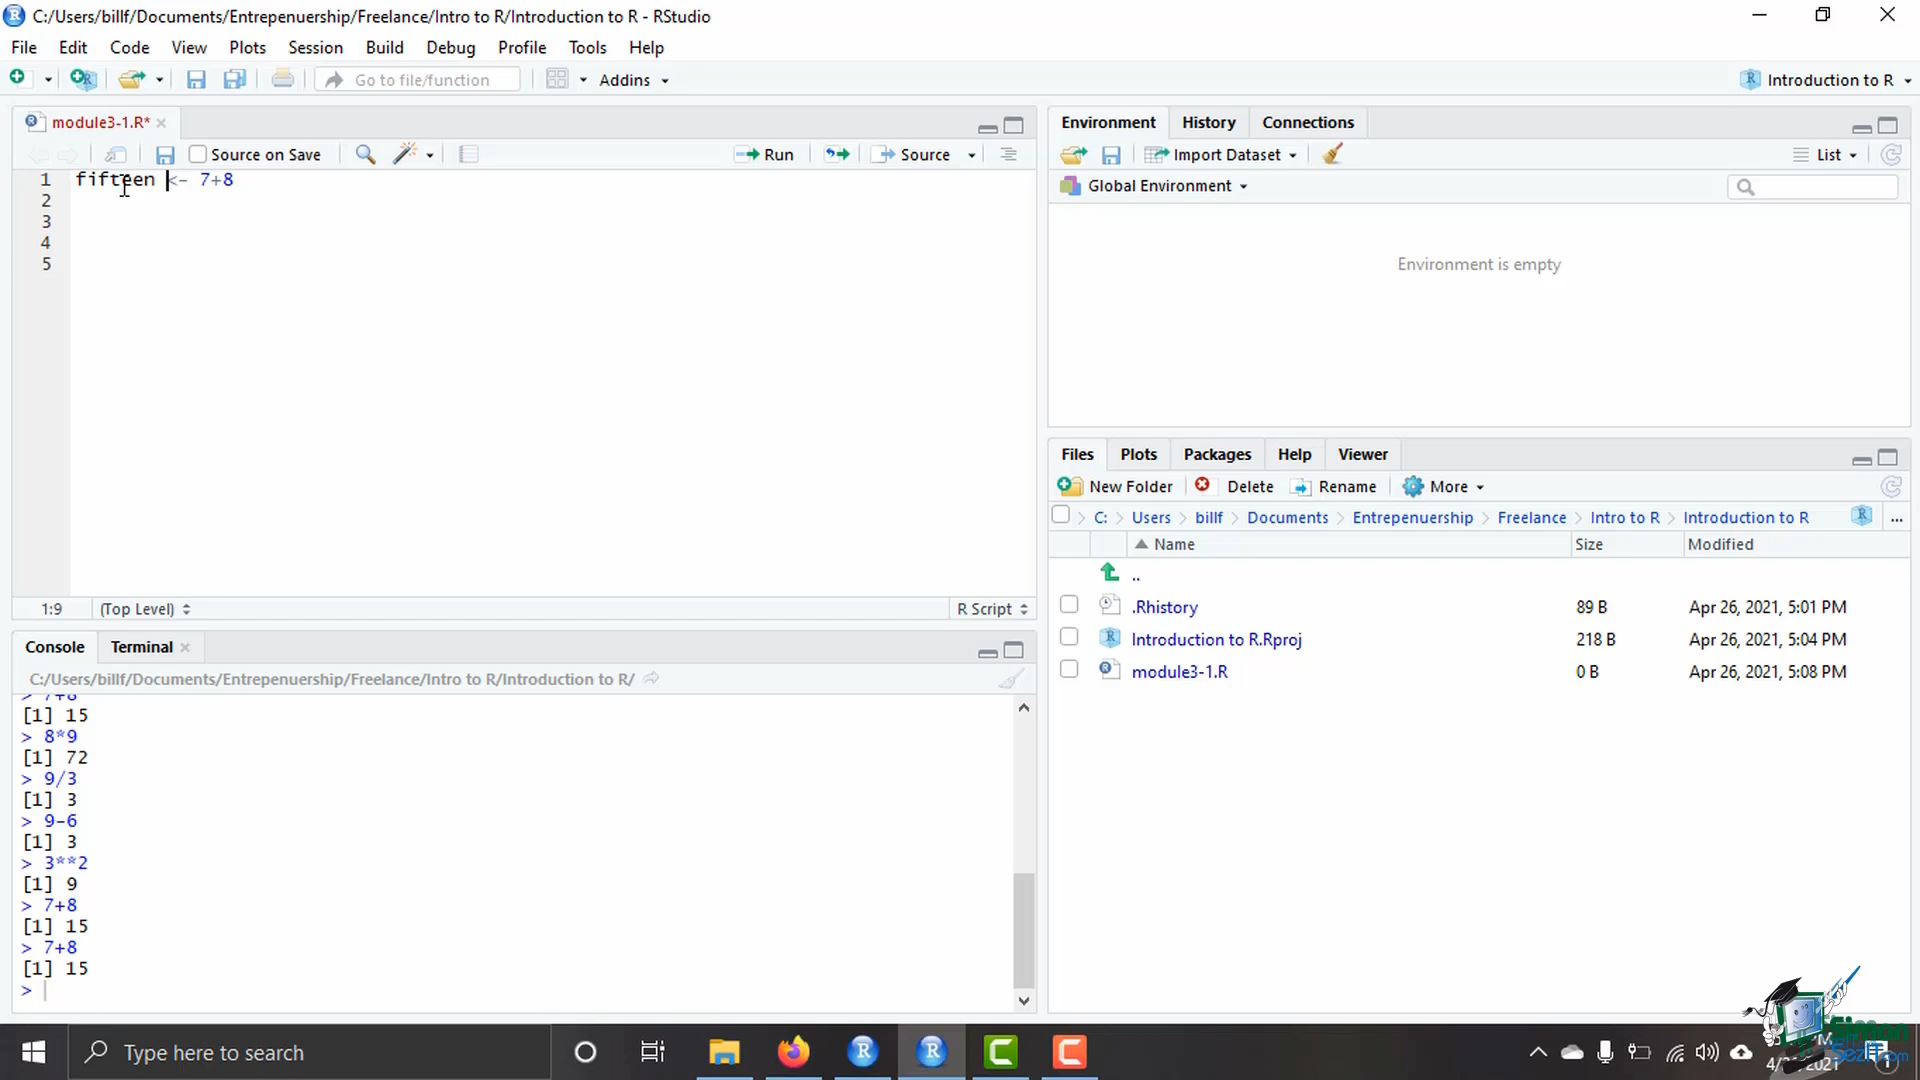 C:/Users/billf/Documents/Entrepenuership/Freelance/Intro to R/Introduction to R - RStudio
File Edit Code View Plots Session Build Debug Profile Tools Help
Go to file/function Addins Introduction to R
module3-1.R*
Source on Save Run Source
1 fifteen <- 7+8
2
3
4
5
1:9 (Top Level) R Script
Console Terminal
C:/Users/billf/Documents/Entrepenuership/Freelance/Intro to R/Introduction to R/
> 7+8
[1] 15
> 8*9
[1] 72
> 9/3
[1] 3
> 9-6
[1] 3
> 3**2
[1] 9
> 7+8
[1] 15
> 7+8
[1] 15
>
Environment History Connections
Import Dataset List
Global Environment
Environment is empty
Files Plots Packages Help Viewer
New Folder Delete Rename More
C: > Users > billf > Documents > Entrepenuership > Freelance > Intro to R > Introduction to R ...
Name Size Modified
..
.Rhistory 89 B Apr 26, 2021, 5:01 PM
Introduction to R.Rproj 218 B Apr 26, 2021, 5:04 PM
module3-1.R 0 B Apr 26, 2021, 5:08 PM
Type here to search
Simon
SezIT.com